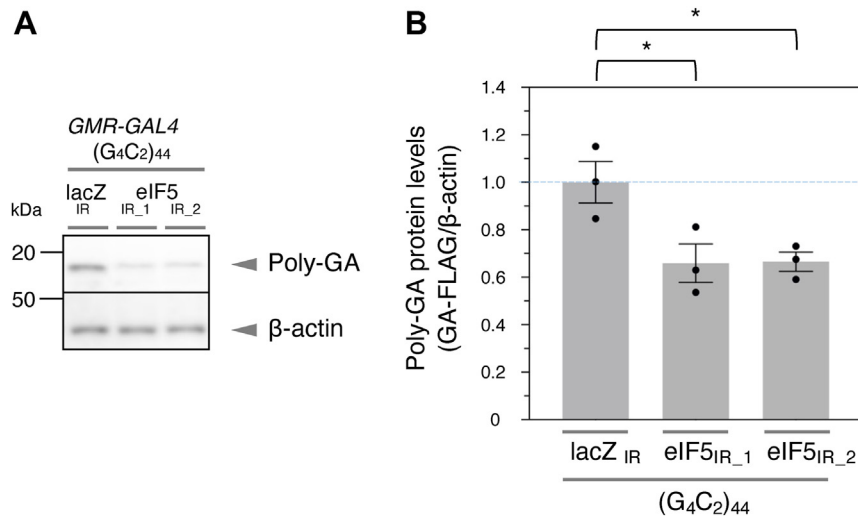 A
GMR-GAL4
(G4C2)44
lacZ eIF5
IR IR_1 IR_2
kDa
20
Poly-GA
50
β-actin
B
*
*
Poly-GA protein levels
(GA-FLAG/β-actin)
1.4
1.2
1.0
0.8
0.6
0.4
0.2
0
lacZ IR eIF5IR_1 eIF5IR_2
(G4C2)44